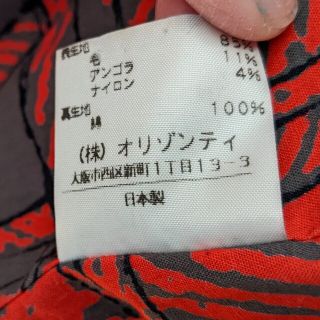 表生地 85%
毛 11%
アンゴラ 4%
ナイロン
裏生地
綿 100%
(株) オリゾンティ
大阪市西区新町1丁目13-3
日本製